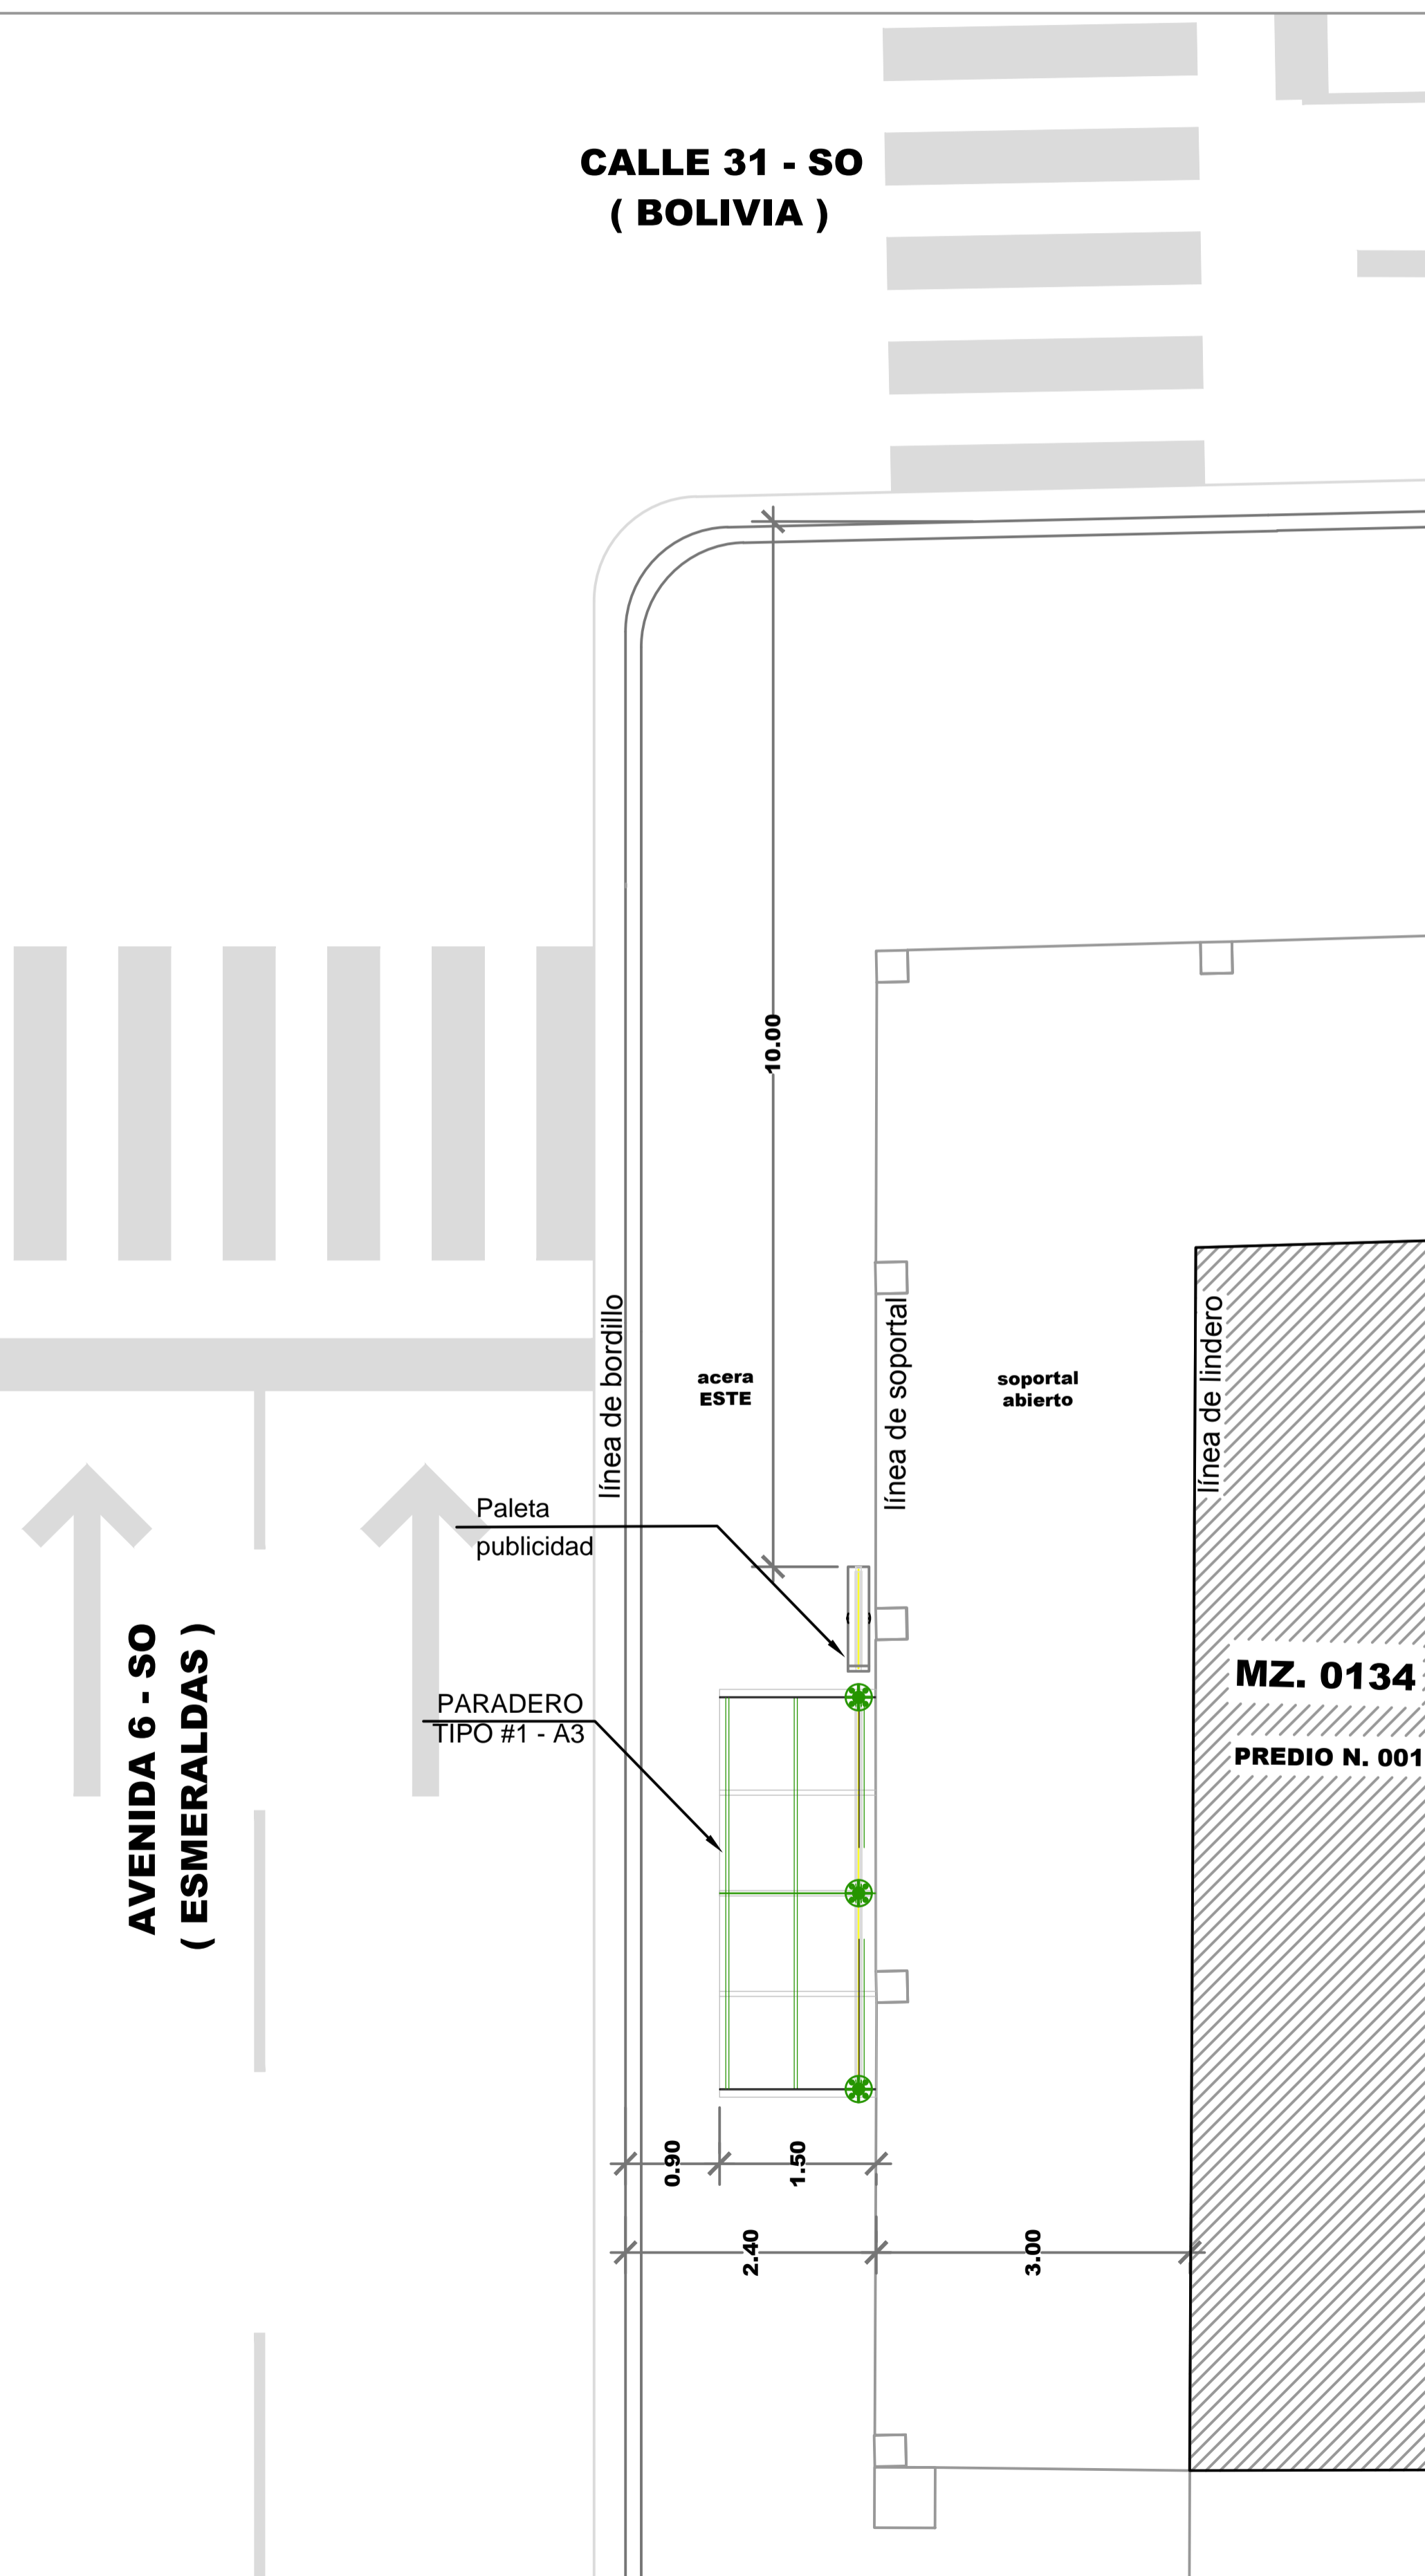 CALLE 31 - SO
( BOLIVIA )
10.00
línea de bordillo
acera
ESTE
línea de soportal
soportal
abierto
línea de lindero
Paleta
publicidad
AVENIDA 6 - SO
( ESMERALDAS )
PARADERO
TIPO #1 - A3
MZ. 0134
PREDIO N. 001
0.90
1.50
2.40
3.00